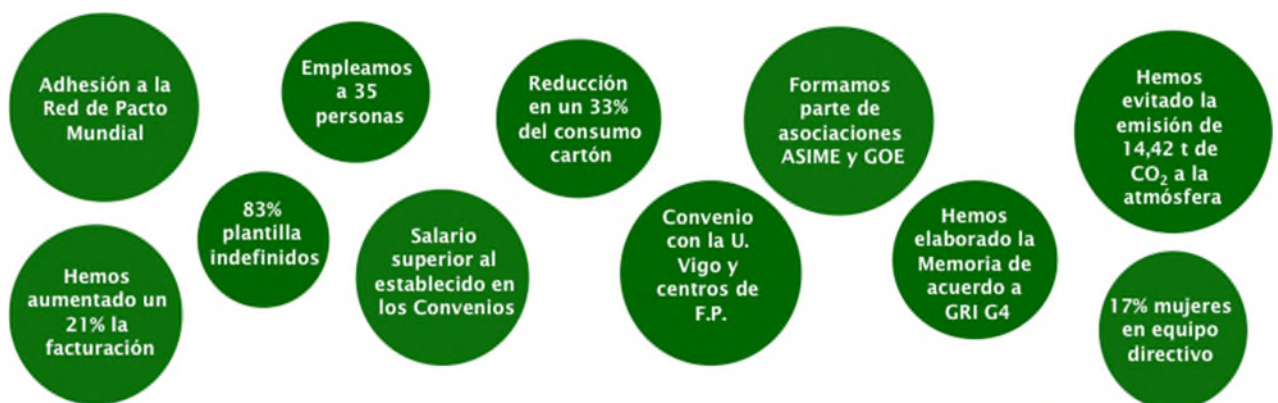 Adhesión a la
Red de Pacto
Mundial
Empleamos
a 35
personas
Reducción
en un 33%
del consumo
cartón
Formamos
parte de
asociaciones
ASIME y GOE
Hemos
evitado la
emisión de
14,42 t de
CO₂ a la
atmósfera
83%
plantilla
indefinidos
Salario
superior al
establecido en
los Convenios
Convenio
con la U.
Vigo y
centros de
F.P.
Hemos
elaborado la
Memoria de
acuerdo a
GRI G4
Hemos
aumentado un
21% la
facturación
17% mujeres
en equipo
directivo